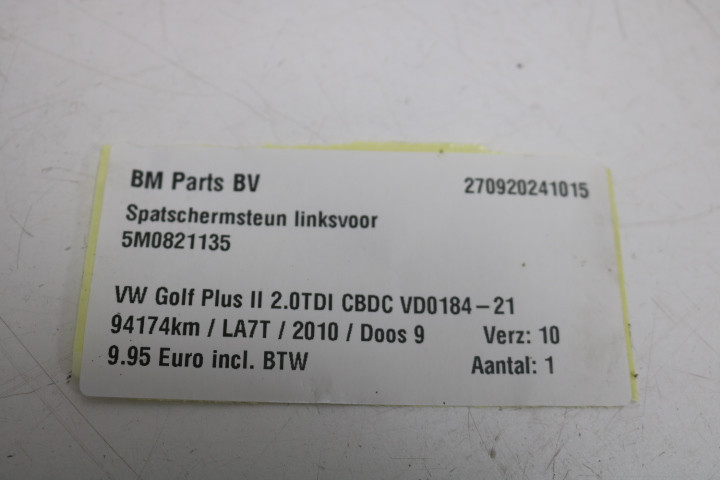 BM Parts BV 270920241015
Spatschermsteun linksvoor
5M0821135
VW Golf Plus II 2.0TDI CBDC VD0184-21
94174km / LA7T / 2010 / Doos 9 Verz: 10
9.95 Euro incl. BTW Aantal: 1